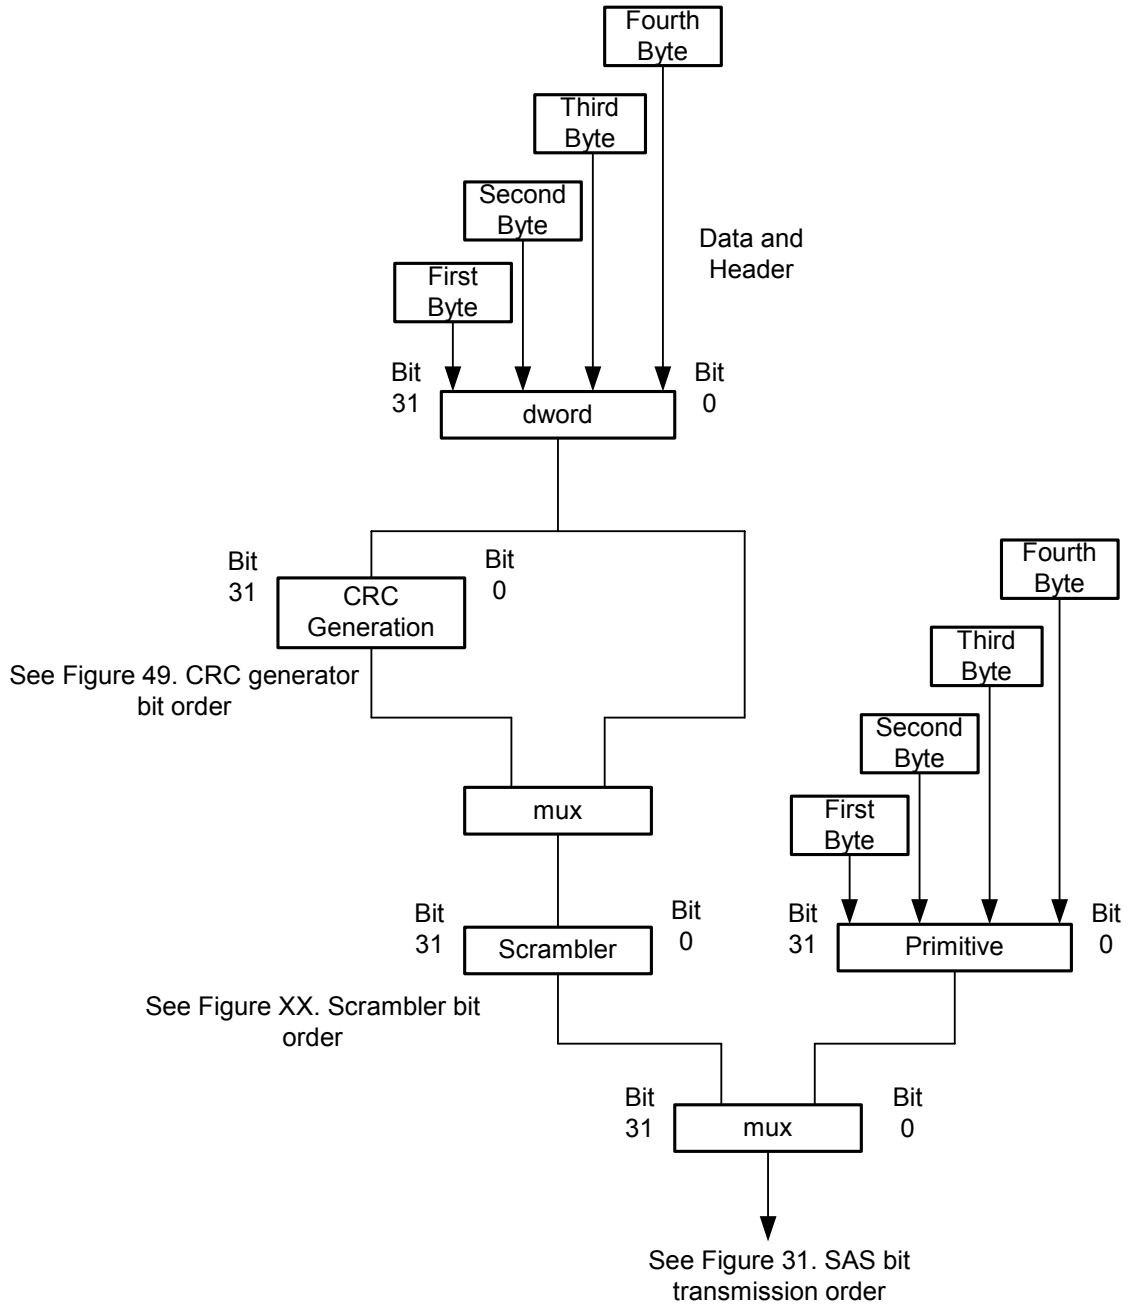 Fourth
Byte
Third
Byte
Second
Byte
Data and
Header
First
Byte
Bit
31
Bit
0
dword
Bit
31
Bit
0
CRC
Generation
See Figure 49. CRC generator
bit order
Fourth
Byte
Third
Byte
Second
Byte
First
Byte
mux
Bit
31
Bit
0
Scrambler
Bit
31
Bit
0
Primitive
See Figure XX. Scrambler bit
order
Bit
31
Bit
0
mux
See Figure 31. SAS bit
transmission order